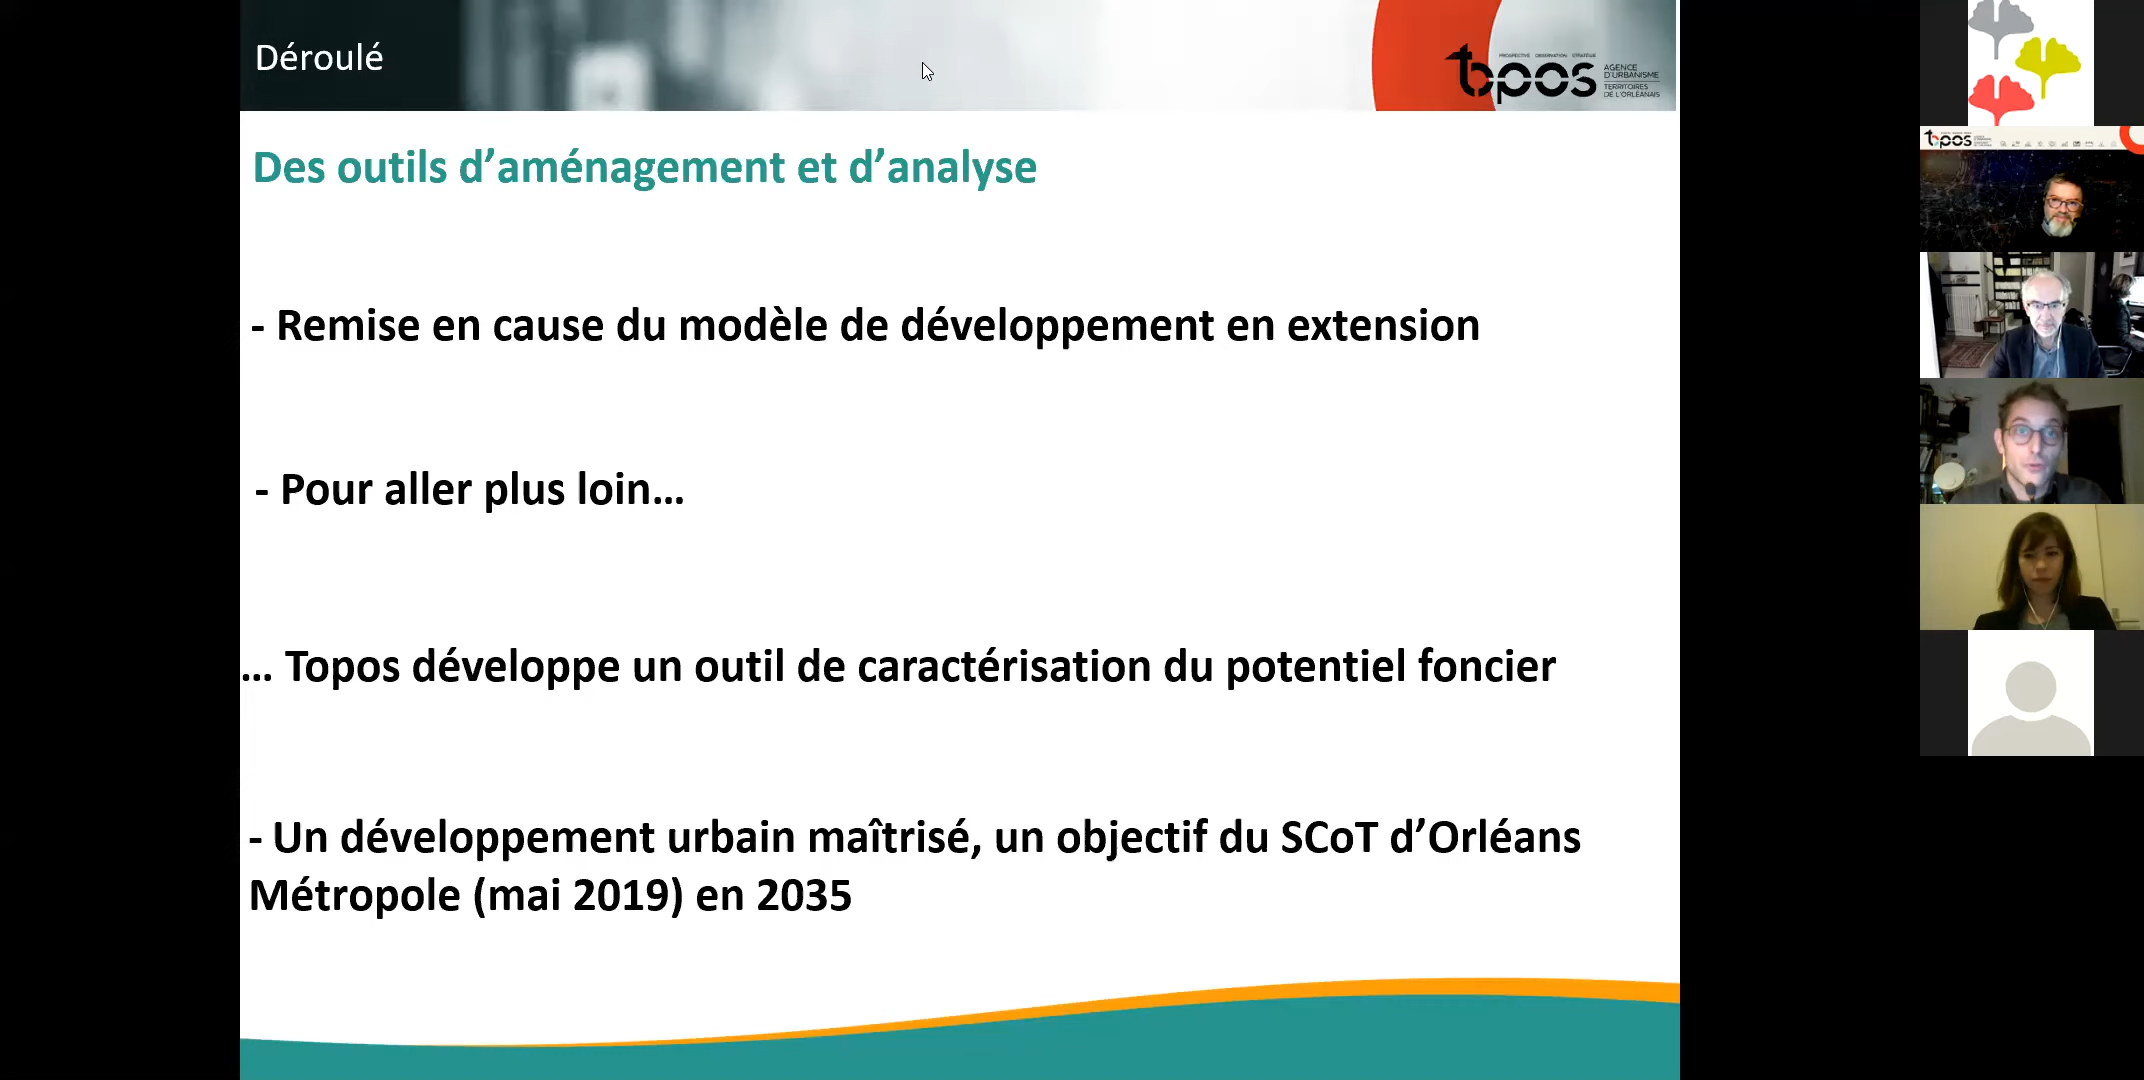 Déroulé
PROSPECTIVE OBSERVATION STRATÉGIE
topos
AGENCE
D'URBANISME
TERRITOIRES
DE L'ORLÉANAIS
Des outils d’aménagement et d’analyse
- Remise en cause du modèle de développement en extension
- Pour aller plus loin...
... Topos développe un outil de caractérisation du potentiel foncier
- Un développement urbain maîtrisé, un objectif du SCoT d’Orléans
Métropole (mai 2019) en 2035
topos